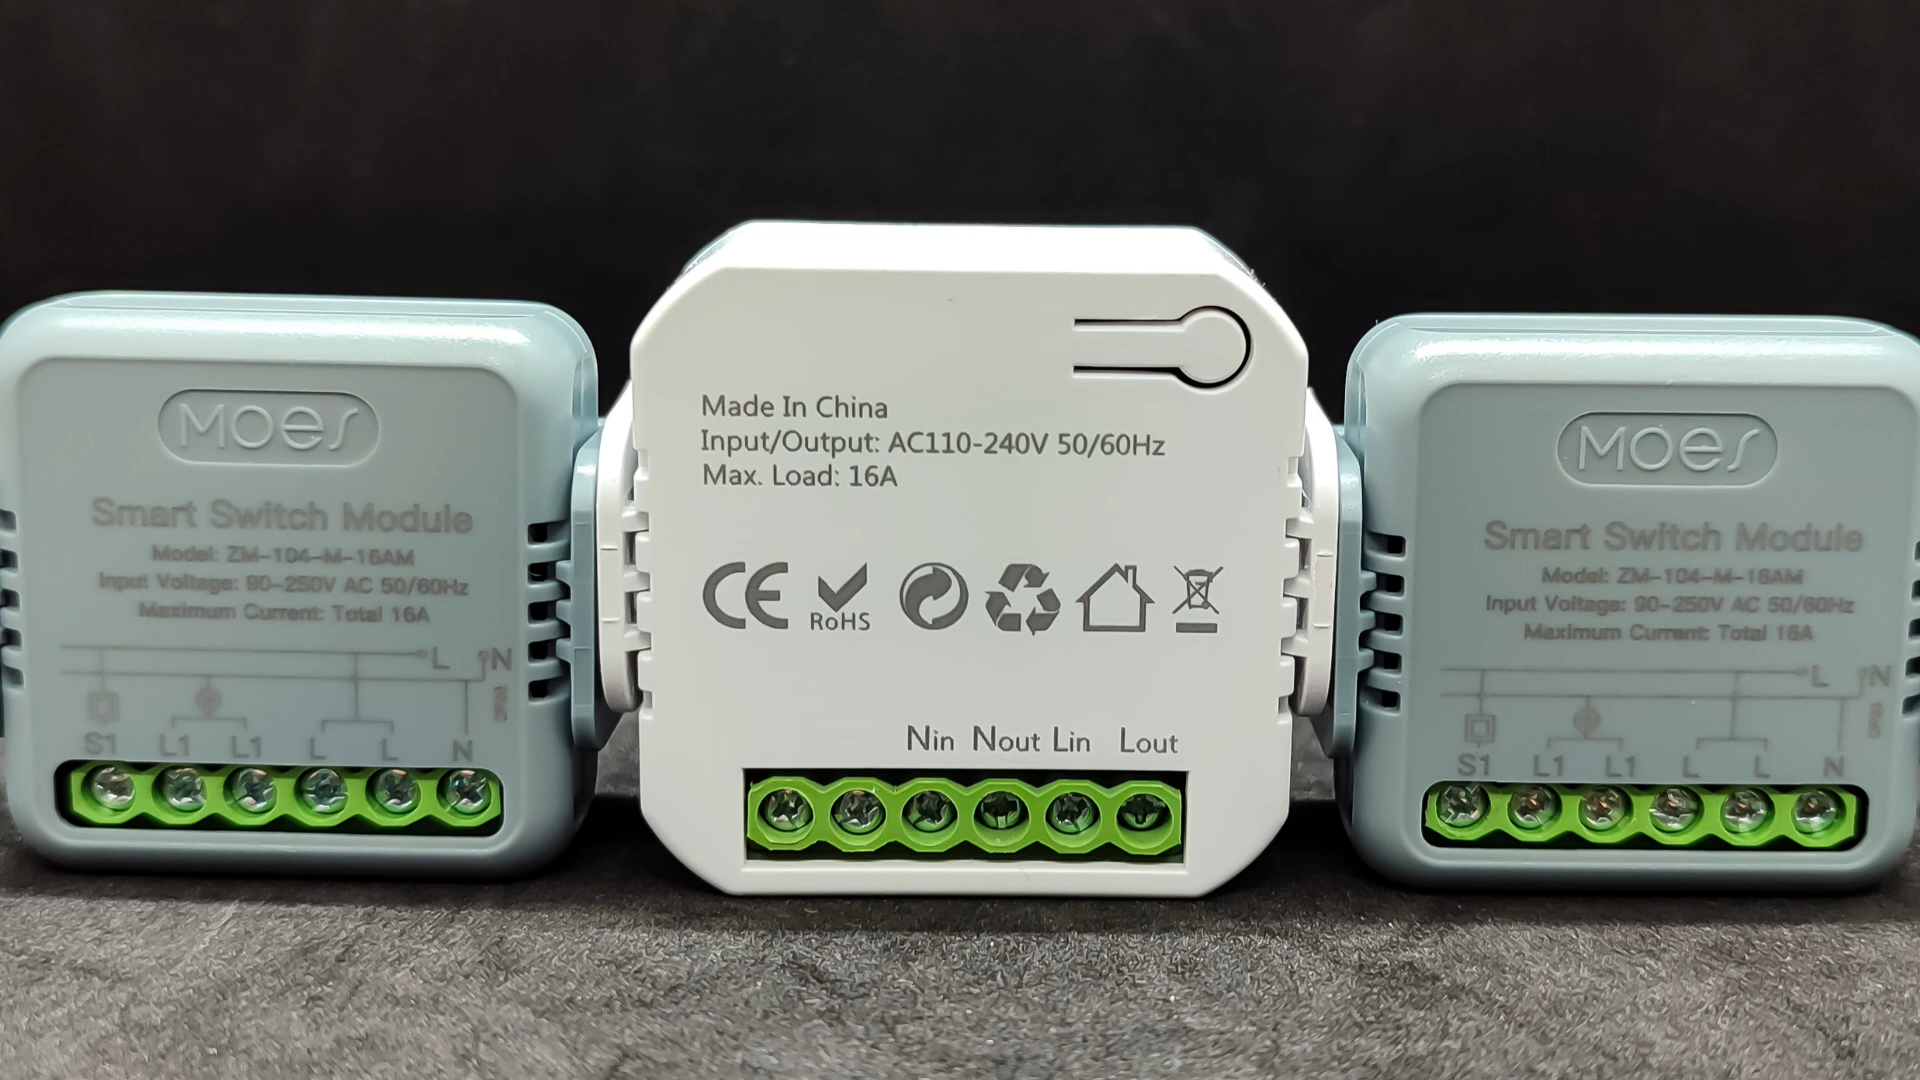 MOES
Smart Switch Module
Model: ZM-104-M-16AM
Input Voltage: 90-250V AC 50/60Hz
Maximum Current: Total 16A
L N
S1 L1 L1 L L N
Made In China
Input/Output: AC110-240V 50/60Hz
Max. Load: 16A
CE
RoHS
Nin Nout Lin Lout
MOES
Smart Switch Module
Model: ZM-104-M-16AM
Input Voltage: 90-250V AC 50/60Hz
Maximum Current: Total 16A
L N
S1 L1 L1 L L N